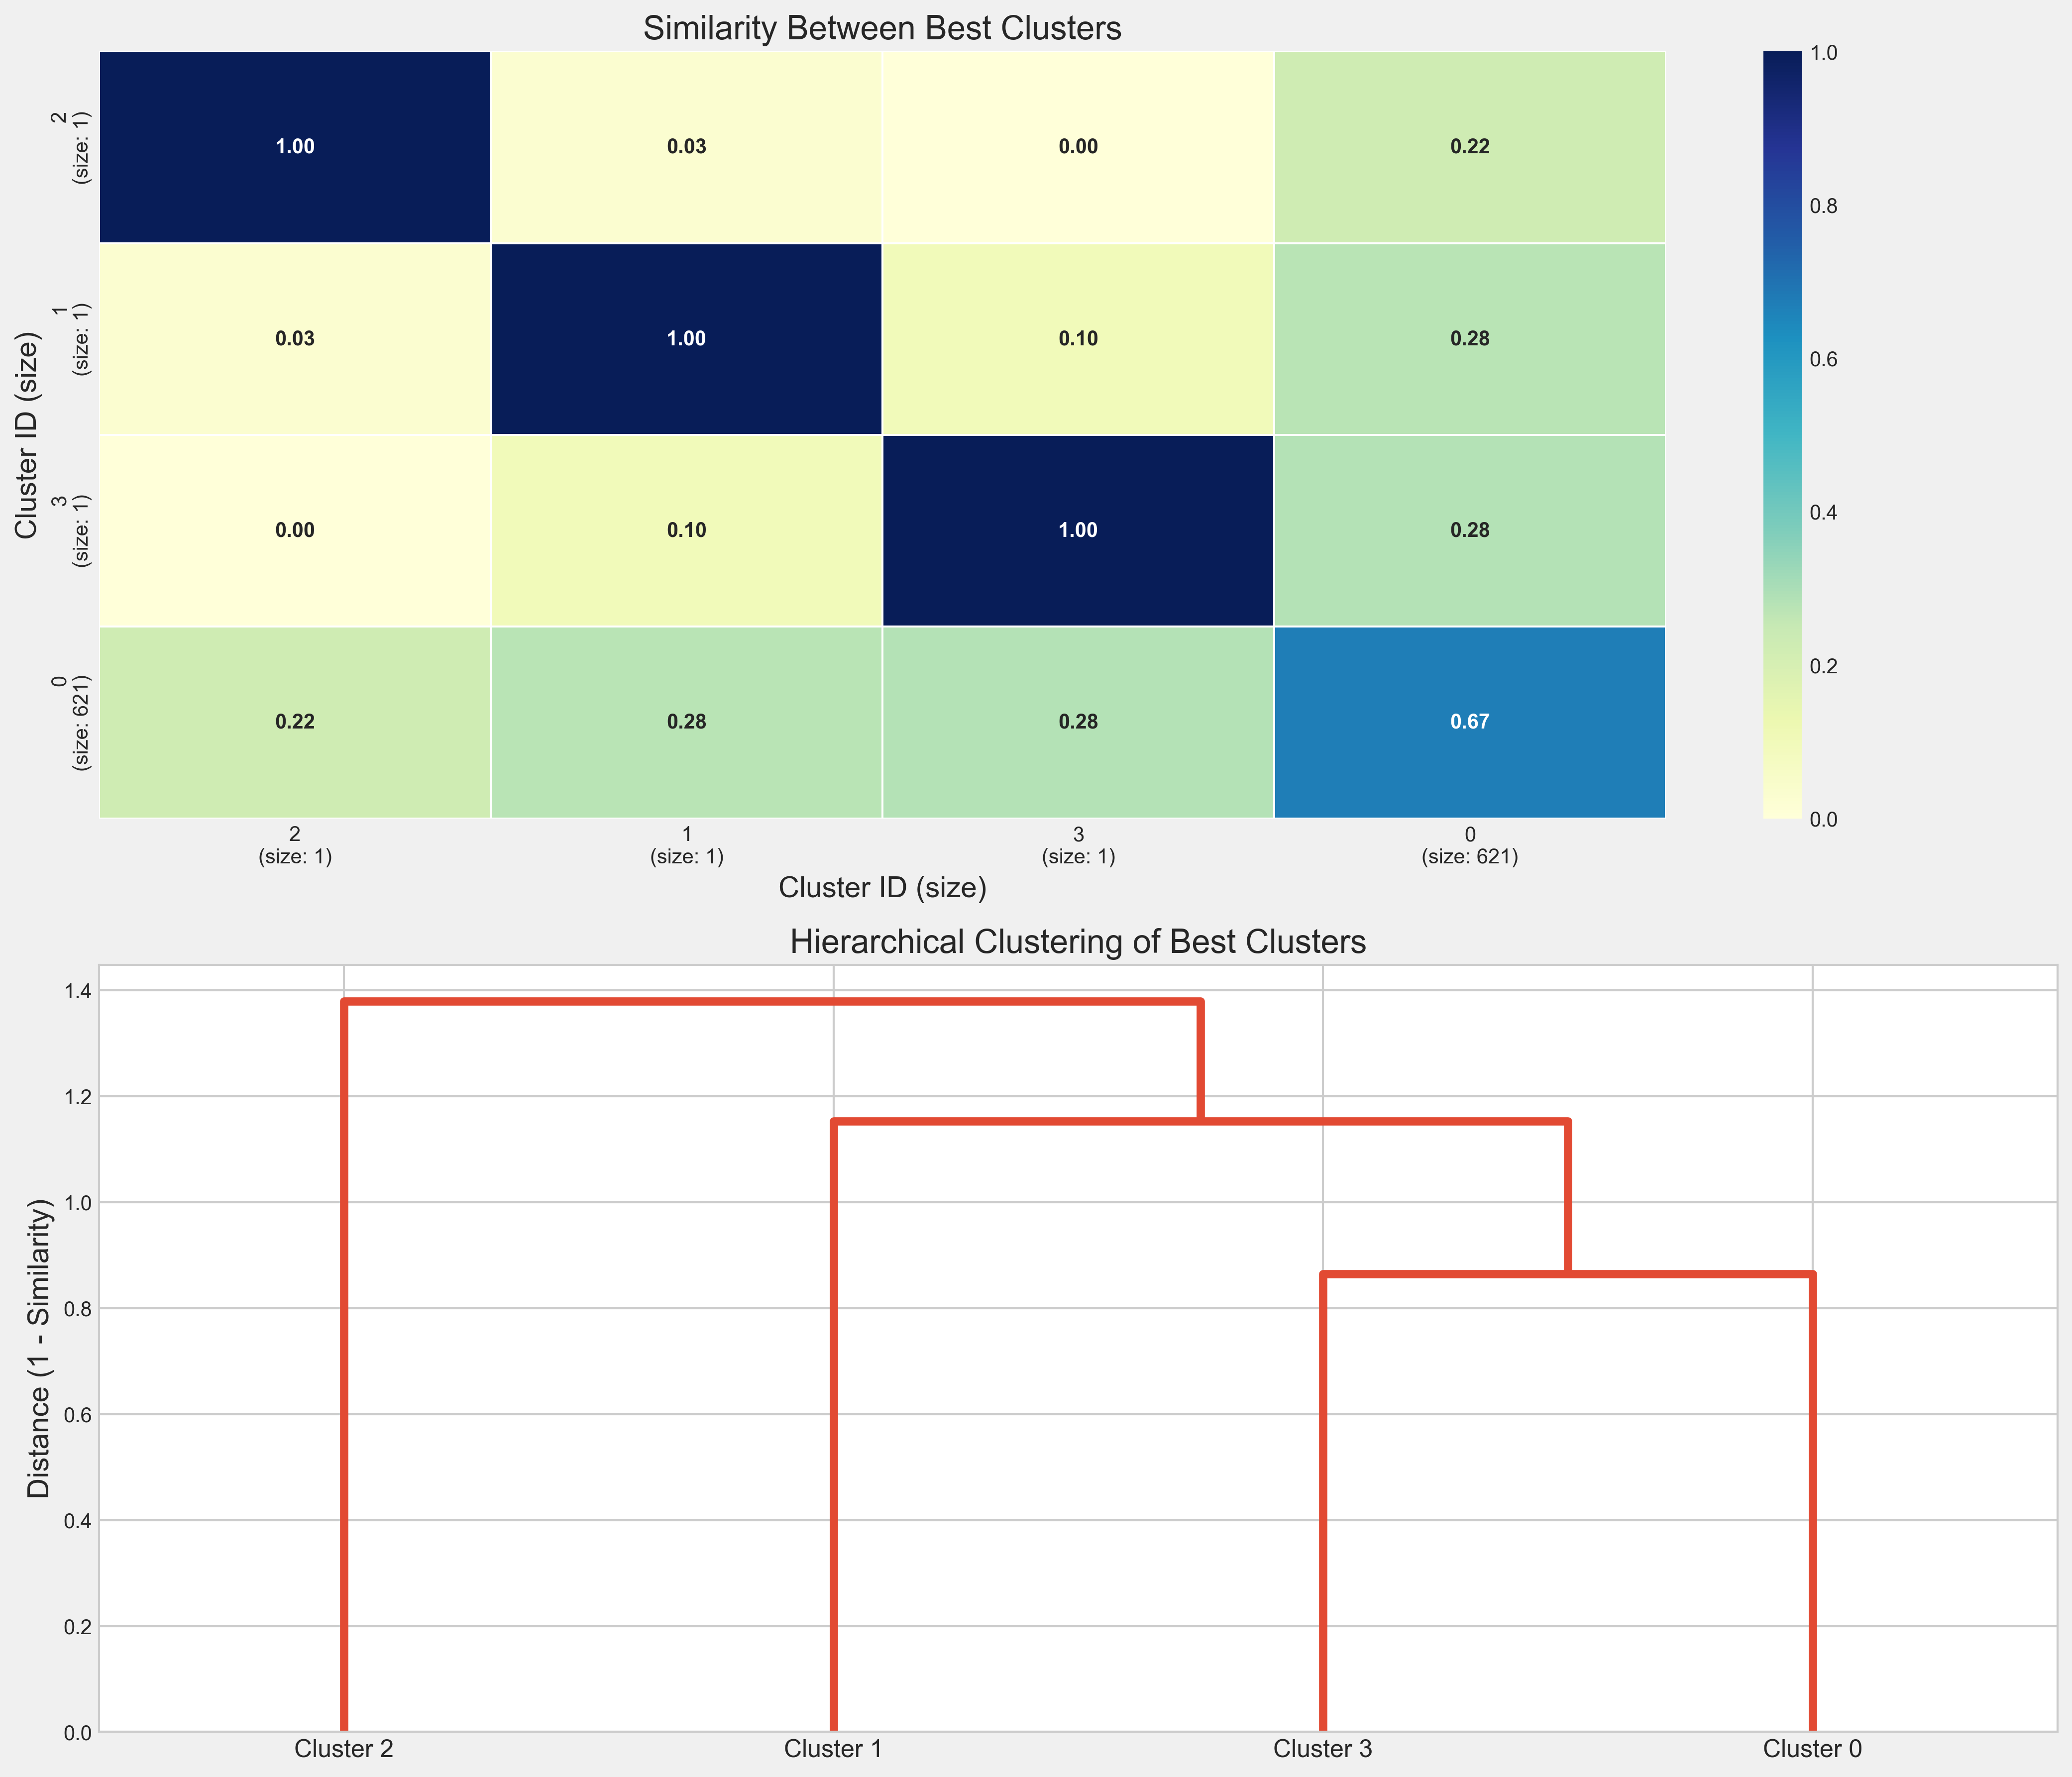 Similarity Between Best Clusters
Cluster ID (size)
2
(size: 1)
1.00 0.03 0.00 0.22
1
(size: 1)
0.03 1.00 0.10 0.28
3
(size: 1)
0.00 0.10 1.00 0.28
0
(size: 621)
0.22 0.28 0.28 0.67
2 1 3 0
(size: 1) (size: 1) (size: 1) (size: 621)
Cluster ID (size)
1.0
0.8
0.6
0.4
0.2
0.0
Hierarchical Clustering of Best Clusters
Distance (1 - Similarity)
1.4
1.2
1.0
0.8
0.6
0.4
0.2
0.0
Cluster 2 Cluster 1 Cluster 3 Cluster 0